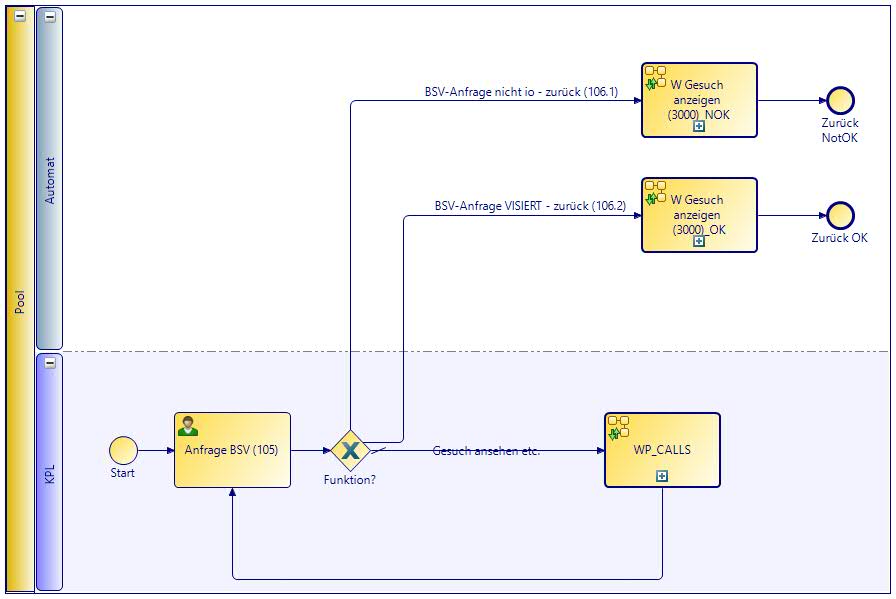 Pool
Automat
BSV-Anfrage nicht io - zurück (106.1)
W Gesuch
anzeigen
(3000)_NOK
Zurück
NotOK
BSV-Anfrage VISIERT - zurück (106.2)
W Gesuch
anzeigen
(3000)_OK
Zurück OK
KPL
Start
Anfrage BSV (105)
Funktion?
Gesuch ansehen etc.
WP_CALLS